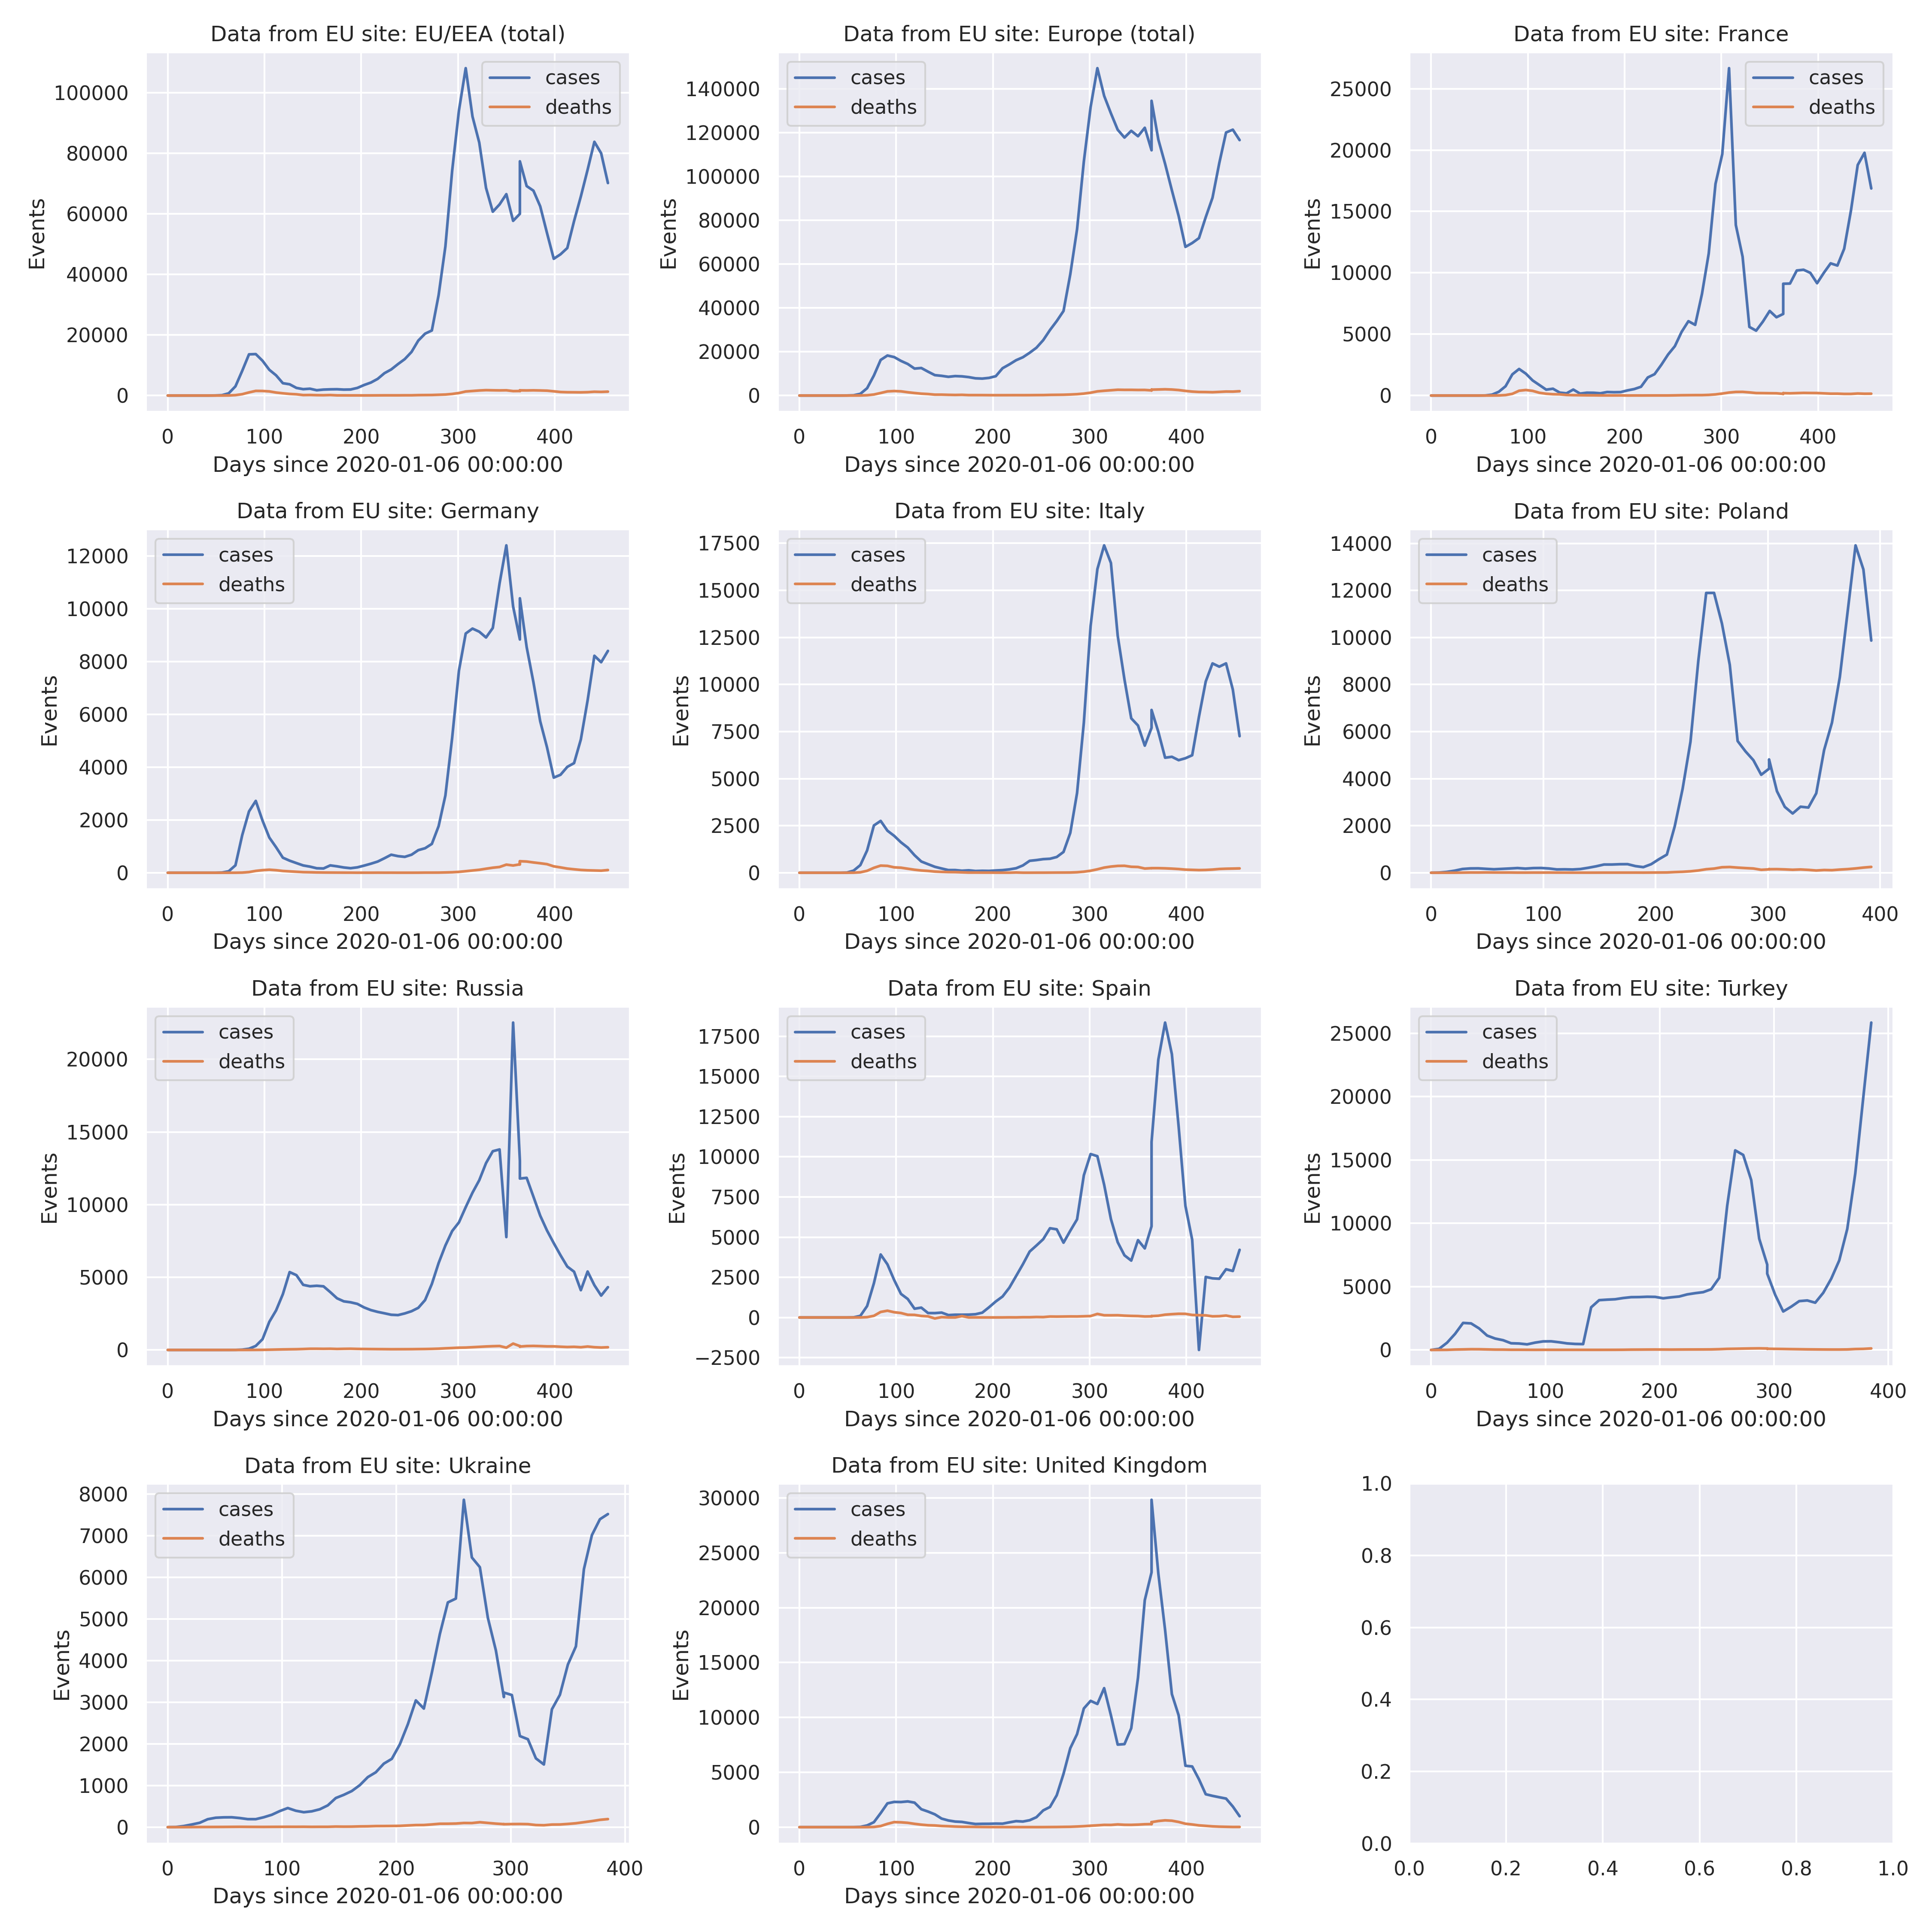 Data from EU site: EU/EEA (total)
cases
deaths
100000
80000
60000
40000
20000
0
Events
0 100 200 300 400
Days since 2020-01-06 00:00:00
Data from EU site: Europe (total)
cases
deaths
140000
120000
100000
80000
60000
40000
20000
0
Events
0 100 200 300 400
Days since 2020-01-06 00:00:00
Data from EU site: France
cases
deaths
25000
20000
15000
10000
5000
0
Events
0 100 200 300 400
Days since 2020-01-06 00:00:00
Data from EU site: Germany
cases
deaths
12000
10000
8000
6000
4000
2000
0
Events
0 100 200 300 400
Days since 2020-01-06 00:00:00
Data from EU site: Italy
cases
deaths
17500
15000
12500
10000
7500
5000
2500
0
Events
0 100 200 300 400
Days since 2020-01-06 00:00:00
Data from EU site: Poland
cases
deaths
14000
12000
10000
8000
6000
4000
2000
0
Events
0 100 200 300 400
Days since 2020-01-06 00:00:00
Data from EU site: Russia
cases
deaths
20000
15000
10000
5000
0
Events
0 100 200 300 400
Days since 2020-01-06 00:00:00
Data from EU site: Spain
cases
deaths
17500
15000
12500
10000
7500
5000
2500
0
−2500
Events
0 100 200 300 400
Days since 2020-01-06 00:00:00
Data from EU site: Turkey
cases
deaths
25000
20000
15000
10000
5000
0
Events
0 100 200 300 400
Days since 2020-01-06 00:00:00
Data from EU site: Ukraine
cases
deaths
8000
7000
6000
5000
4000
3000
2000
1000
0
Events
0 100 200 300 400
Days since 2020-01-06 00:00:00
Data from EU site: United Kingdom
cases
deaths
30000
25000
20000
15000
10000
5000
0
Events
0 100 200 300 400
Days since 2020-01-06 00:00:00
1.0
0.8
0.6
0.4
0.2
0.0
0.0 0.2 0.4 0.6 0.8 1.0